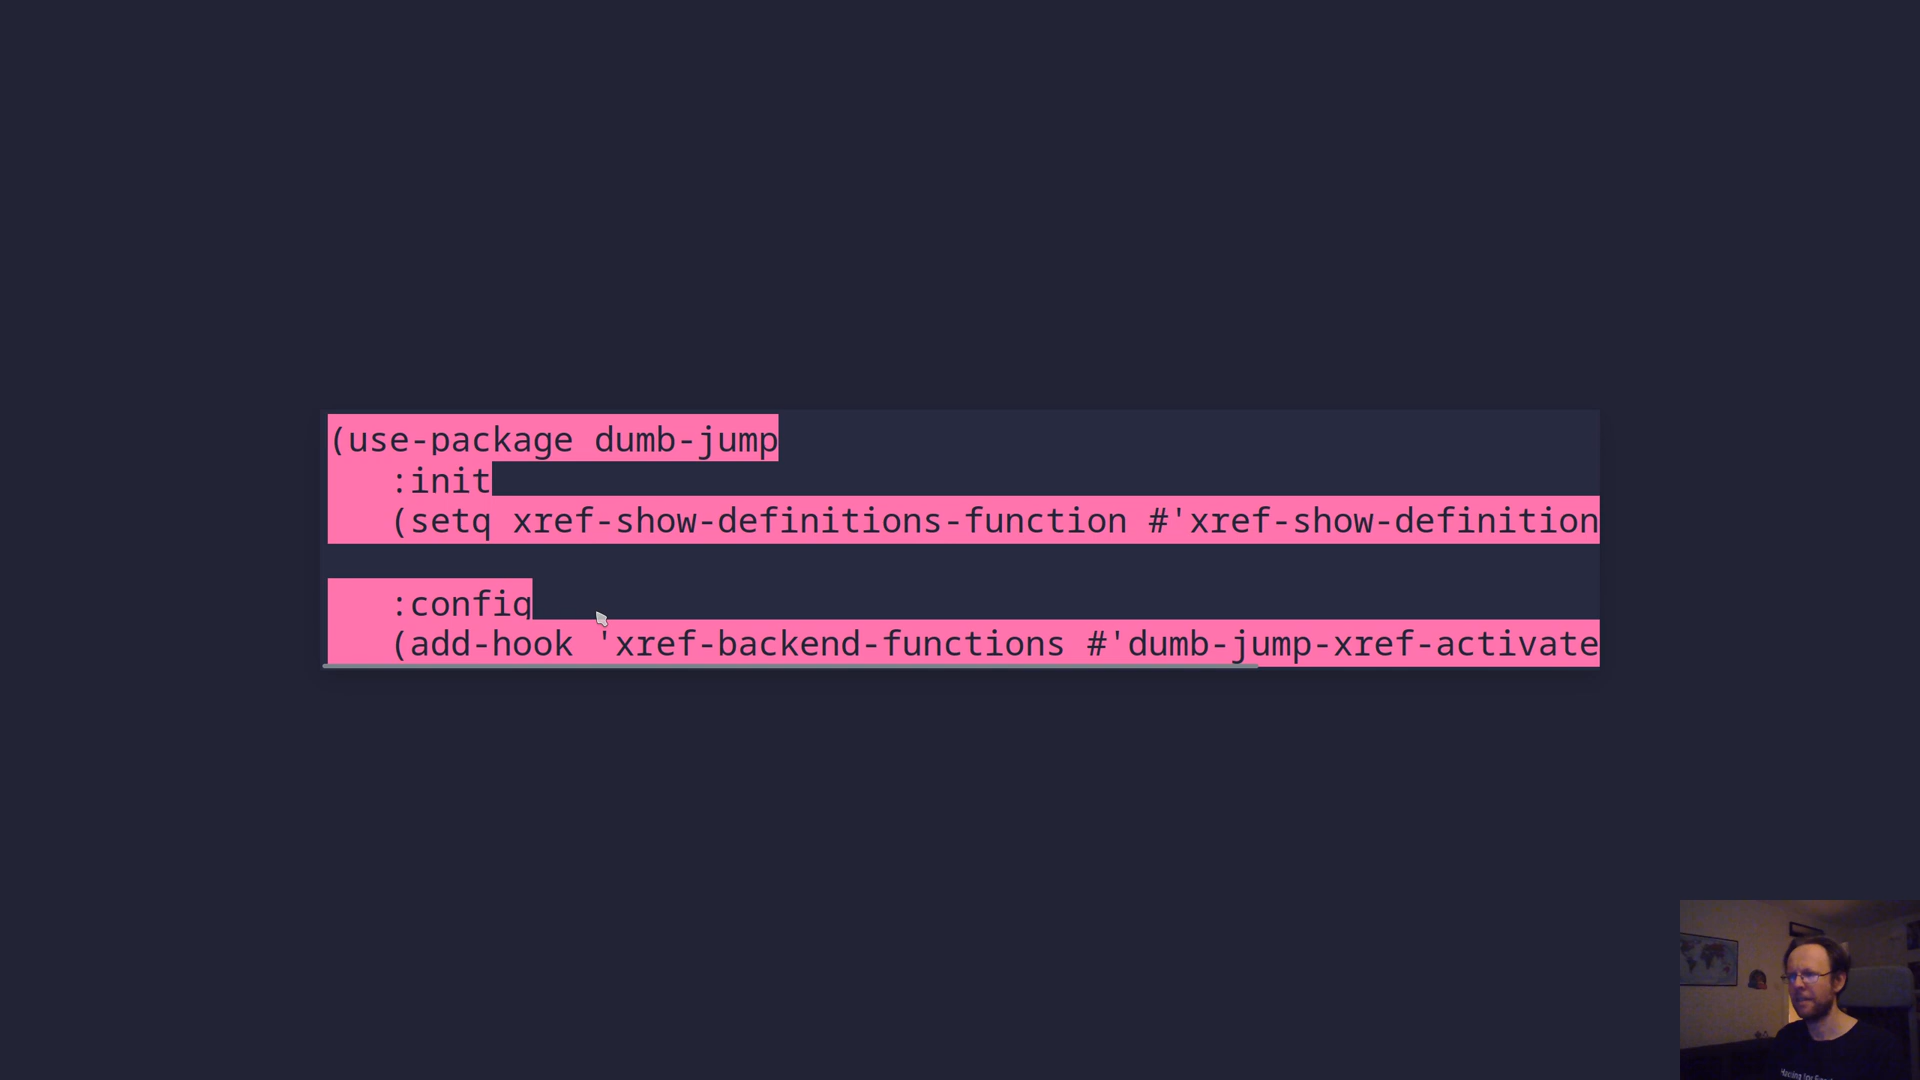 (use-package dumb-jump
:init
(setq xref-show-definitions-function #'xref-show-definition
:config
(add-hook 'xref-backend-functions #'dumb-jump-xref-activate